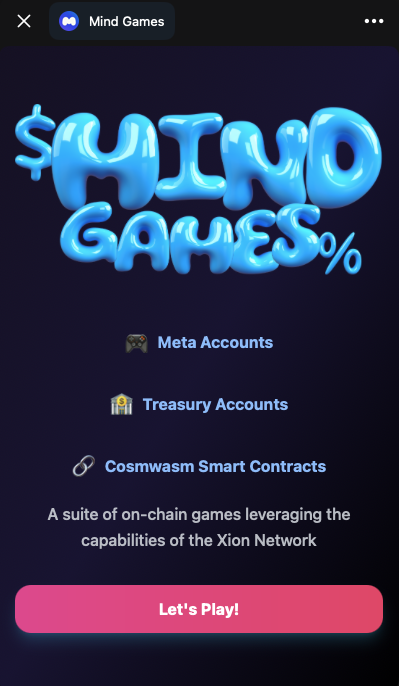 Mind Games
$MIND
GAMES%
Meta Accounts
Treasury Accounts
Cosmwasm Smart Contracts
A suite of on-chain games leveraging the
capabilities of the Xion Network
Let's Play!